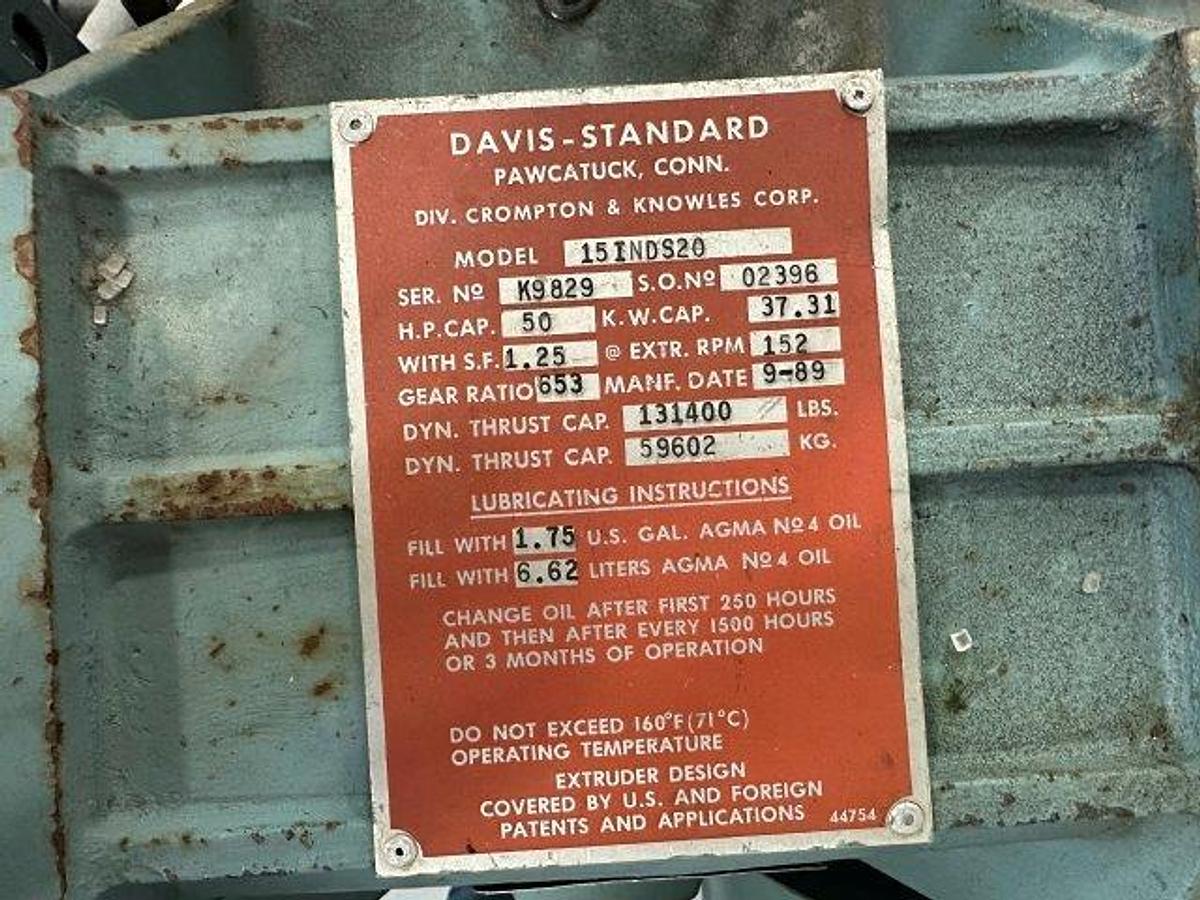 DAVIS-STANDARD
PAWCATUCK, CONN.
DIV. CROMPTON & KNOWLES CORP.
MODEL 15INDS20
SER. Nº K9829 S.O.Nº 02396
H.P.CAP. 50 K.W.CAP. 37.31
WITH S.F. 1.25 @ EXTR. RPM 152
GEAR RATIO 653 MANF. DATE 9-89
DYN. THRUST CAP. 131400 LBS.
DYN. THRUST CAP. 59602 KG.
LUBRICATING INSTRUCTIONS
FILL WITH 1.75 U.S. GAL. AGMA Nº4 OIL
FILL WITH 6.62 LITERS AGMA Nº4 OIL
CHANGE OIL AFTER FIRST 250 HOURS
AND THEN AFTER EVERY 1500 HOURS
OR 3 MONTHS OF OPERATION
DO NOT EXCEED 160°F(71°C)
OPERATING TEMPERATURE
EXTRUDER DESIGN
COVERED BY U.S. AND FOREIGN
PATENTS AND APPLICATIONS 44754